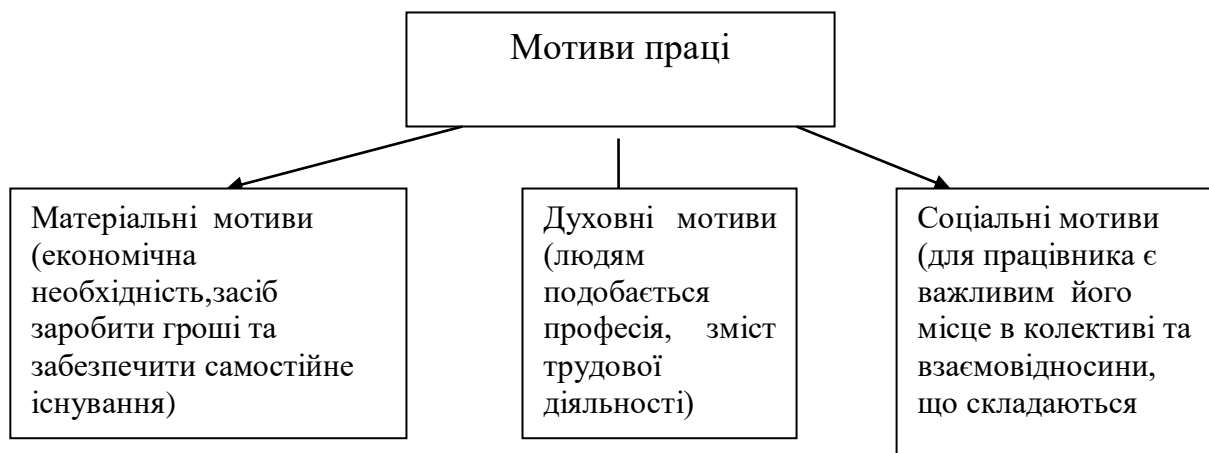 Мотиви праці
Матеріальні мотиви
(економічна
необхідність,засіб
заробити гроші та
забезпечити самостійне
існування)
Духовні мотиви
(людям
подобається
професія, зміст
трудової
діяльності)
Соціальні мотиви
(для працівника є
важливим його
місце в колективі та
взаємовідносини,
що складаються